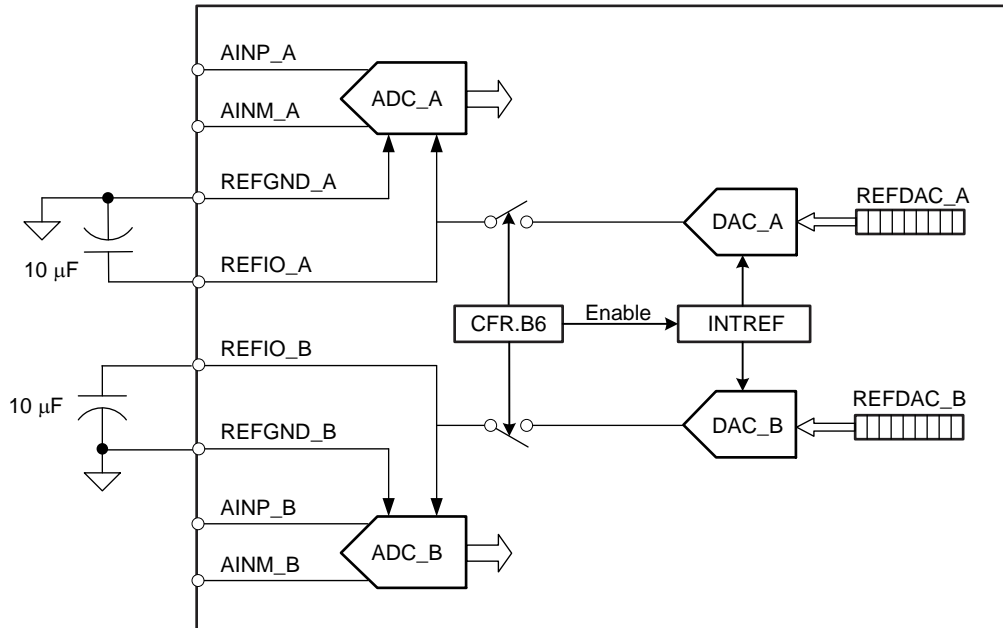 AINP_A
ADC_A
AINM_A
REFGND_A
REFDAC_A
DAC_A
10 μF
REFIO_A
CFR.B6
Enable
INTREF
REFIO_B
10 μF
REFDAC_B
REFGND_B
DAC_B
AINP_B
ADC_B
AINM_B